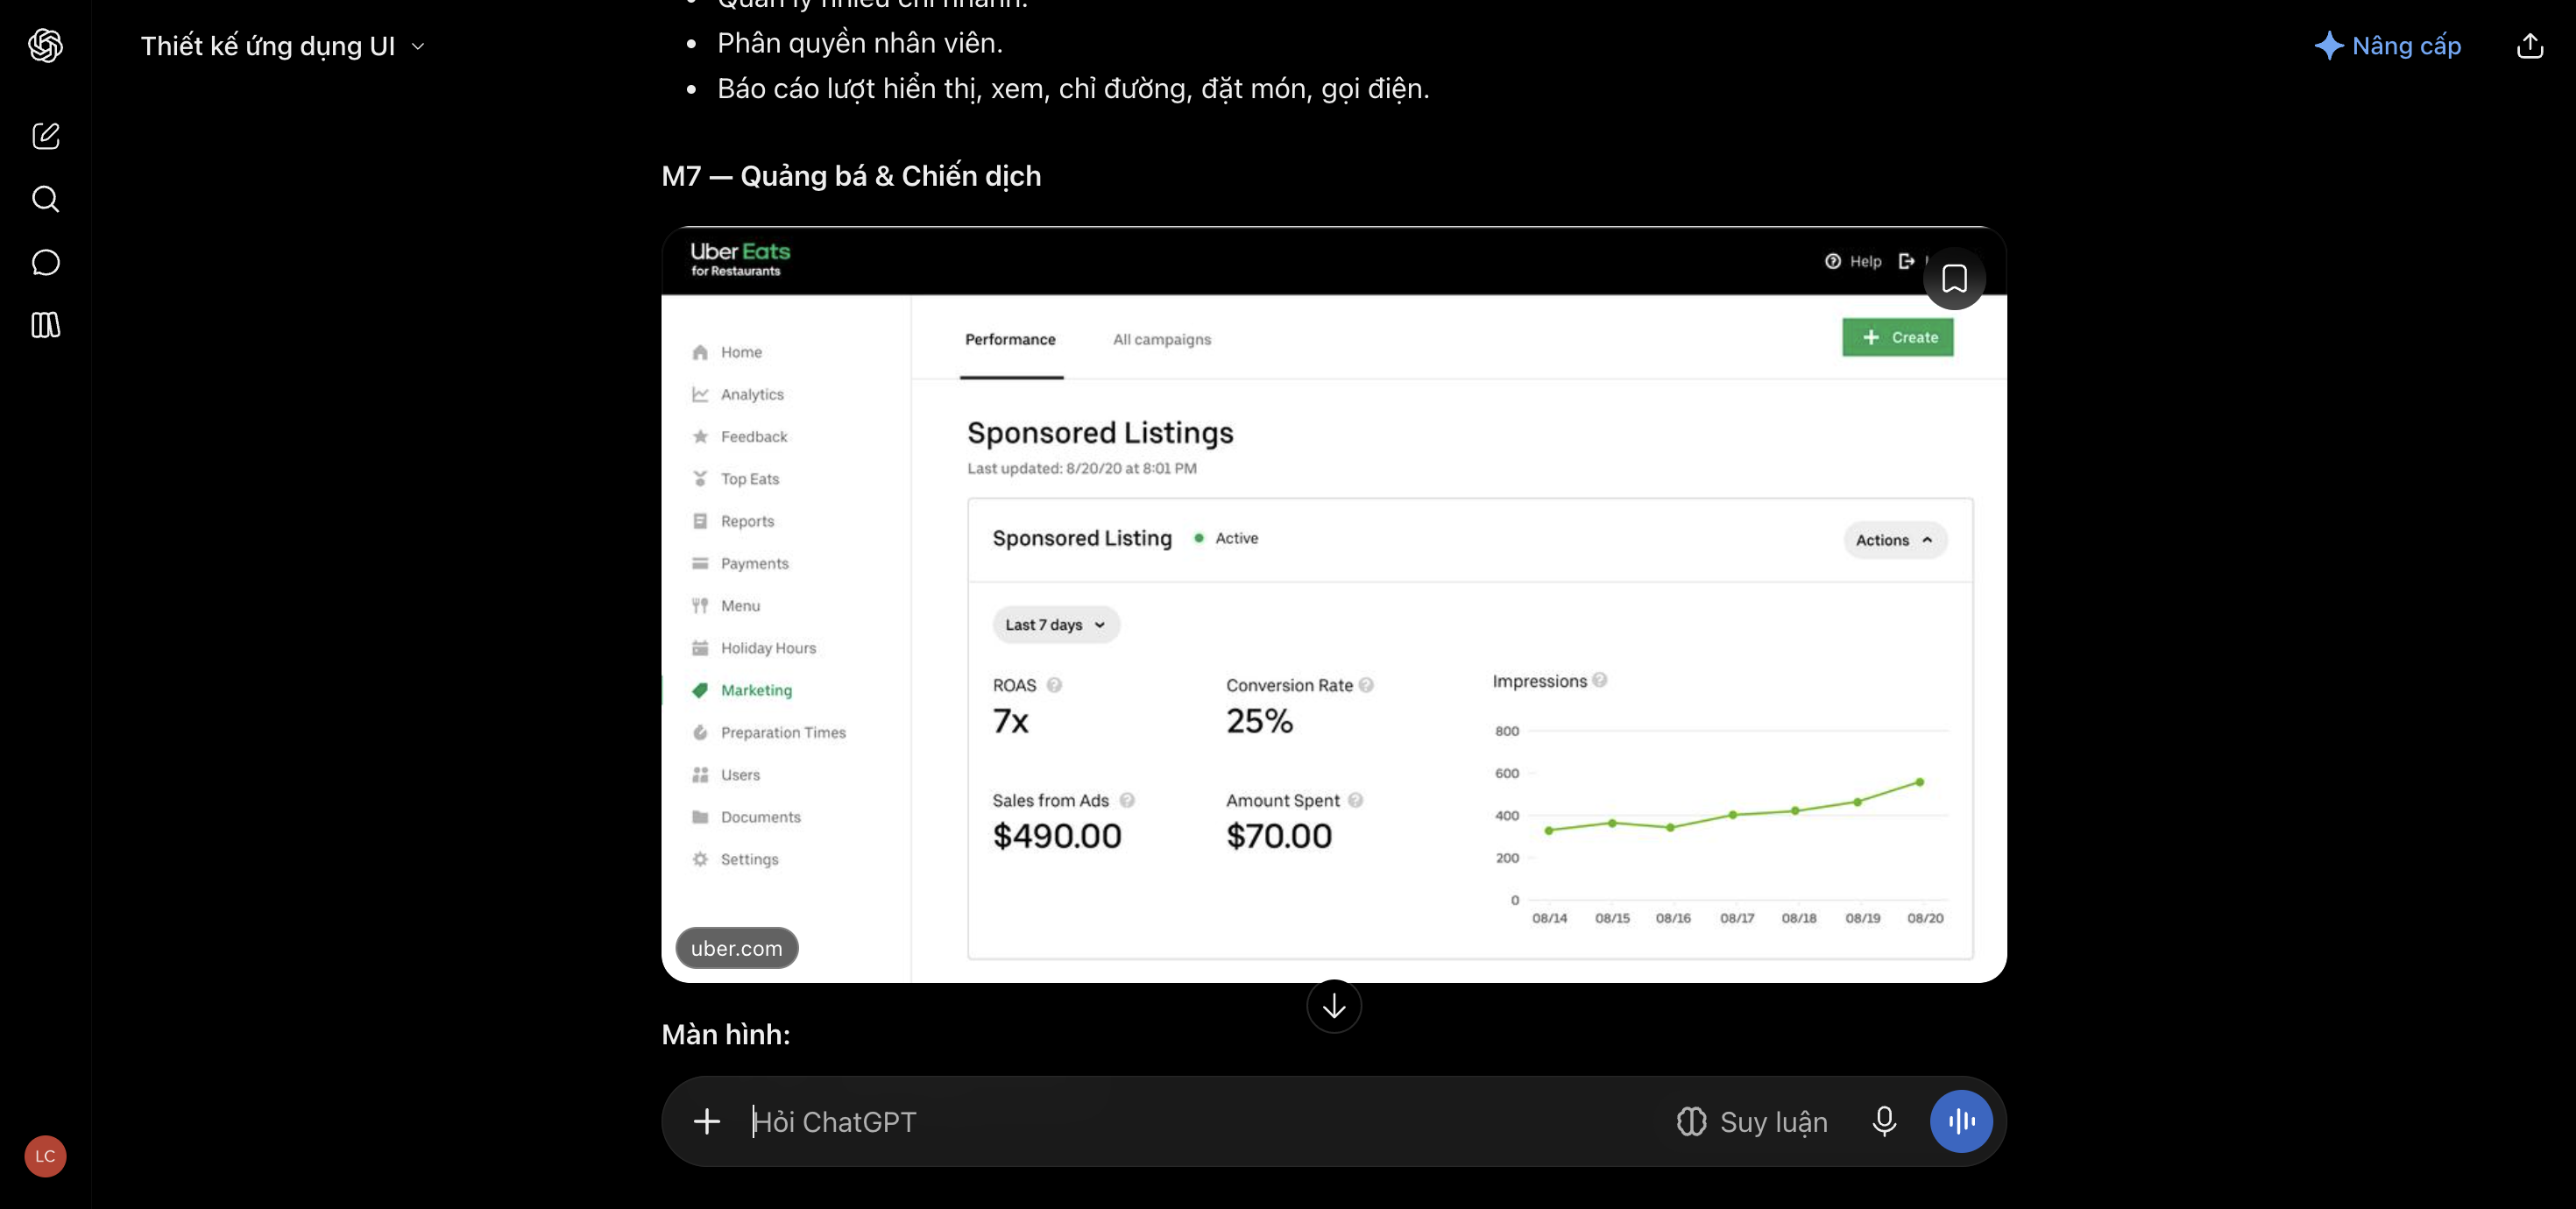 Quản lý nhiều chi nhánh.
Thiết kế ứng dụng UI
Nâng cấp
Phân quyền nhân viên.
Báo cáo lượt hiển thị, xem, chỉ đường, đặt món, gọi điện.
M7 — Quảng bá & Chiến dịch
Uber Eats
for Restaurants
Help
Home
Analytics
Feedback
Top Eats
Reports
Payments
Menu
Holiday Hours
Marketing
Preparation Times
Users
Documents
Settings
Performance
All campaigns
+ Create
Sponsored Listings
Last updated: 8/20/20 at 8:01 PM
Sponsored Listing
Active
Actions
Last 7 days
ROAS
7x
Conversion Rate
25%
Sales from Ads
$490.00
Amount Spent
$70.00
Impressions
800
600
400
200
0
08/14 08/15 08/16 08/17 08/18 08/19 08/20
uber.com
Màn hình:
Hỏi ChatGPT
Suy luận
LC